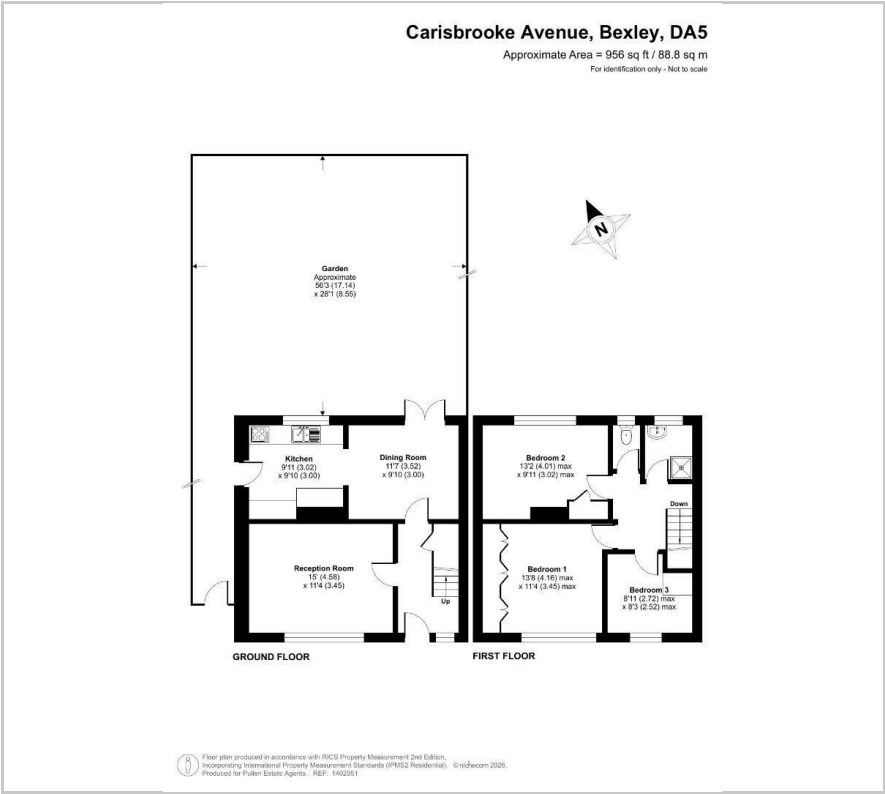 Carisbrooke Avenue, Bexley, DA5
Approximate Area = 956 sq ft / 88.8 sq m
For identification only - Not to scale
N
Garden
Approximate
56'3 (17.14)
x 28'1 (8.55)
Kitchen
9'11 (3.02)
x 9'10 (3.00)
Dining Room
11'7 (3.52)
x 9'10 (3.00)
Reception Room
15' (4.58)
x 11'4 (3.45)
Up
GROUND FLOOR
Bedroom 2
13'2 (4.01) max
x 9'11 (3.02) max
Down
Bedroom 1
13'8 (4.16) max
x 11'4 (3.45) max
Bedroom 3
8'11 (2.72) max
x 8'3 (2.52) max
FIRST FLOOR
Floor plan produced in accordance with RICS Property Measurement 2nd Edition,
Incorporating International Property Measurement Standards (IPMS2 Residential). © nichecom 2026.
Produced for Pullen Estate Agents. REF: 1402951